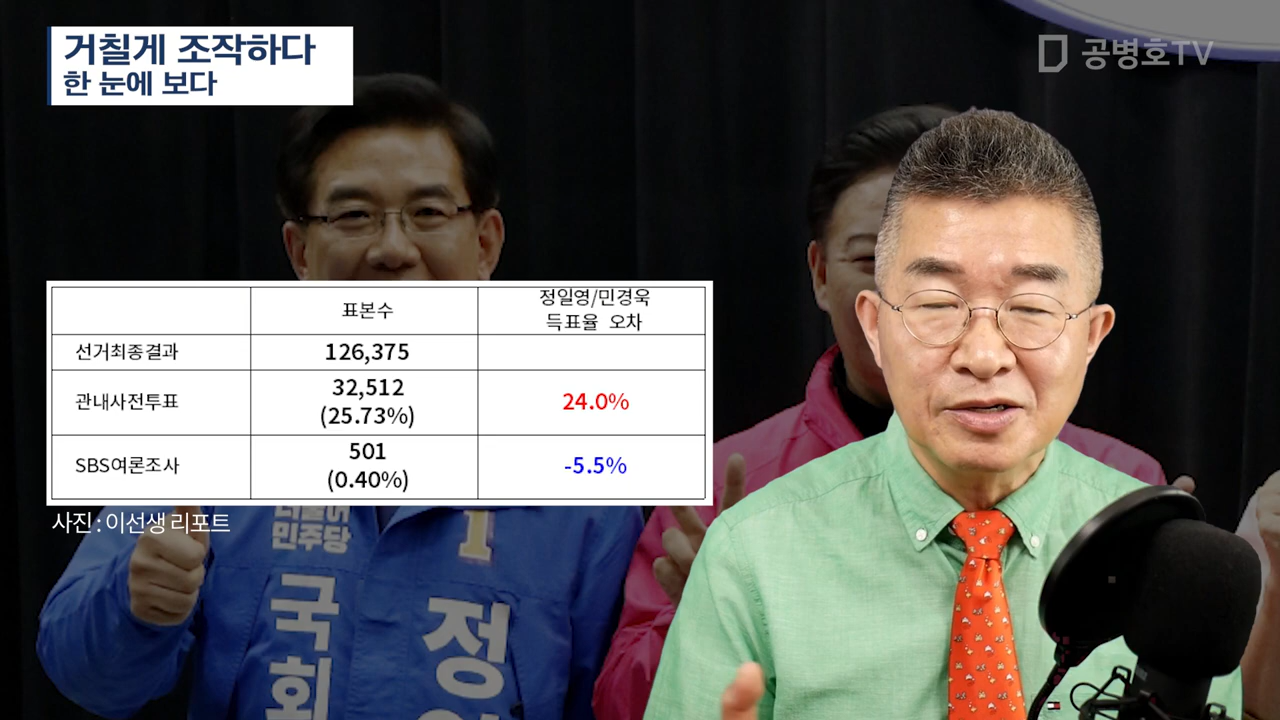 거칠게 조작하다
한 눈에 보다
공병호TV
표본수
정일영/민경욱
득표율 오차
선거최종결과
126,375
관내사전투표
32,512
(25.73%)
24.0%
SBS여론조사
501
(0.40%)
-5.5%
사진 : 이선생 리포트
더불어
민주당
1
국회
정